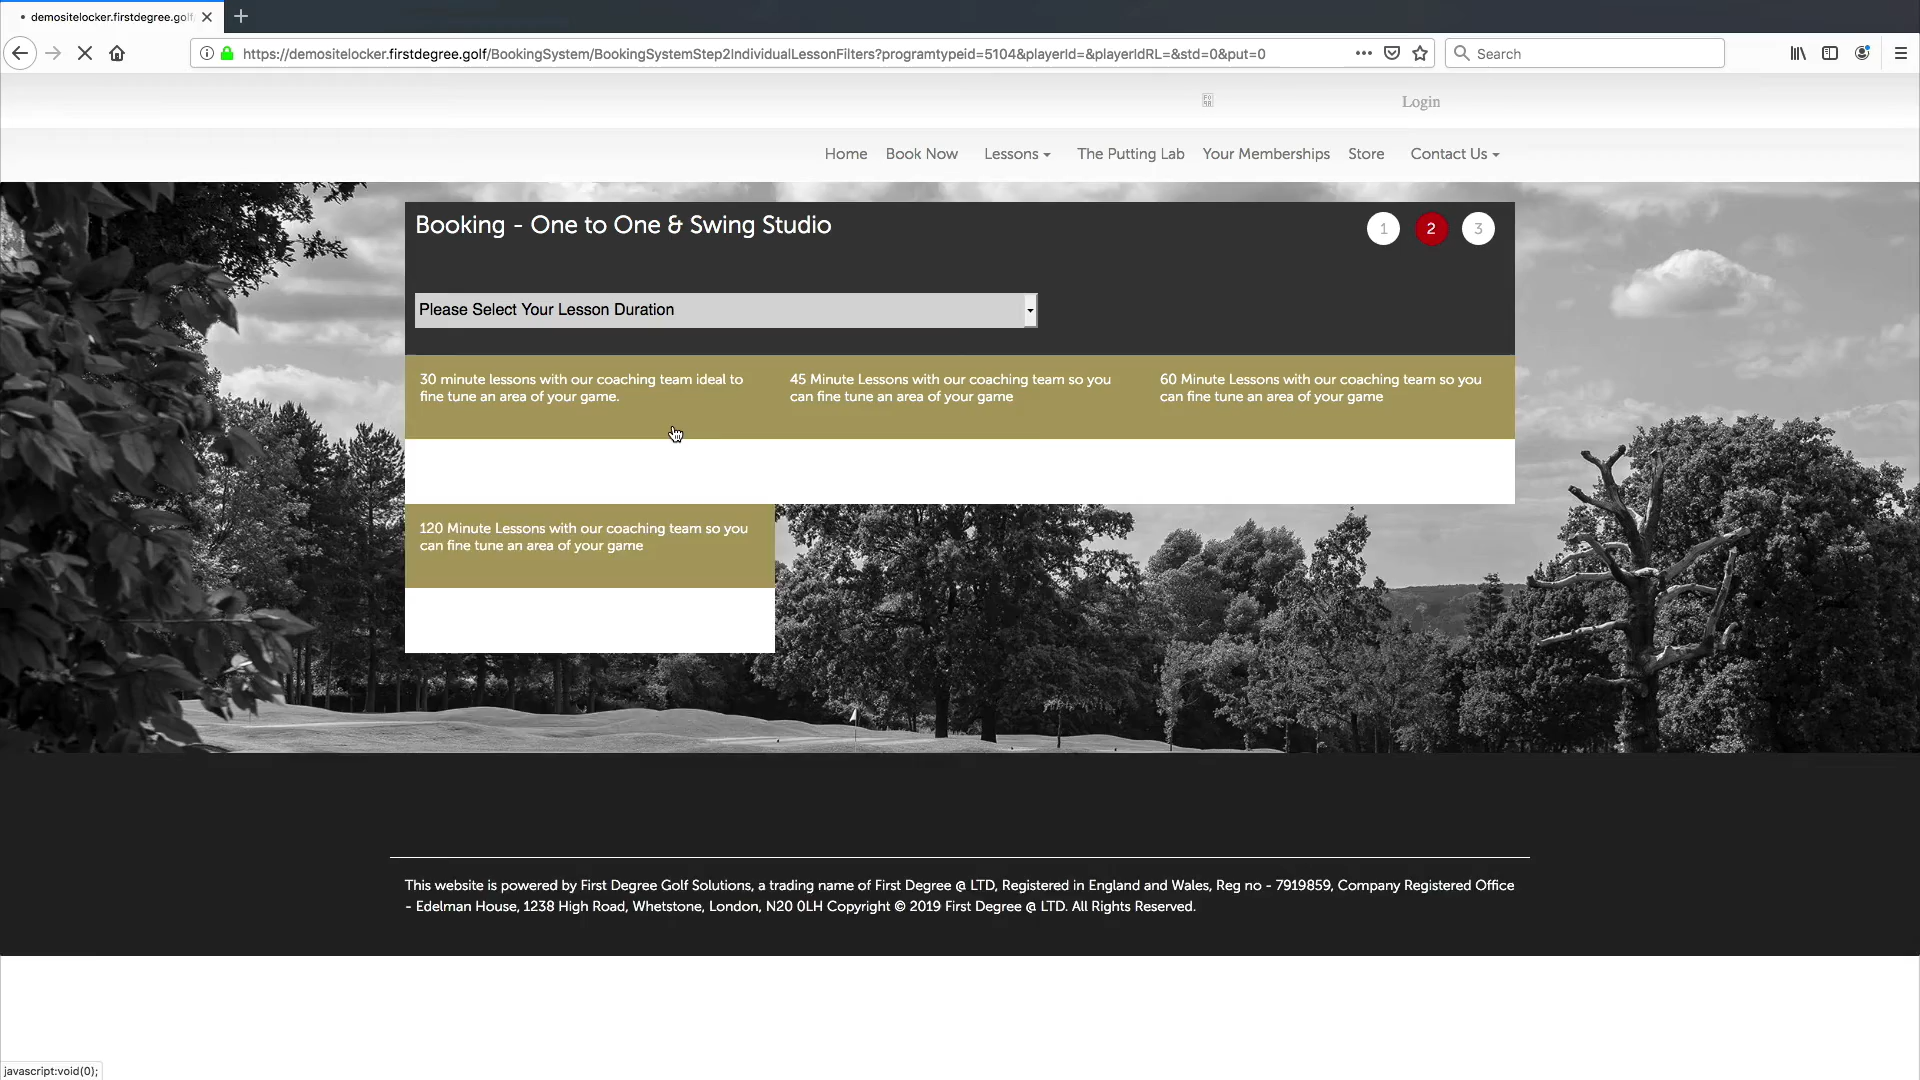 demositelocker.firstdegree.golf
https://demositelocker.firstdegree.golf/BookingSystem/BookingSystemStep2IndividualLessonFilters?programtypeid=5104&playerId=&playerIdRL=&std=0&put=0
Search
Login
Home Book Now Lessons The Putting Lab Your Memberships Store Contact Us
Booking - One to One & Swing Studio
1 2 3
Please Select Your Lesson Duration
30 minute lessons with our coaching team ideal to
fine tune an area of your game.
45 Minute Lessons with our coaching team so you
can fine tune an area of your game
60 Minute Lessons with our coaching team so you
can fine tune an area of your game
120 Minute Lessons with our coaching team so you
can fine tune an area of your game
This website is powered by First Degree Golf Solutions, a trading name of First Degree @ LTD, Registered in England and Wales, Reg no - 7919859, Company Registered Office
- Edelman House, 1238 High Road, Whetstone, London, N20 0LH Copyright © 2019 First Degree @ LTD. All Rights Reserved.
javascript:void(0);